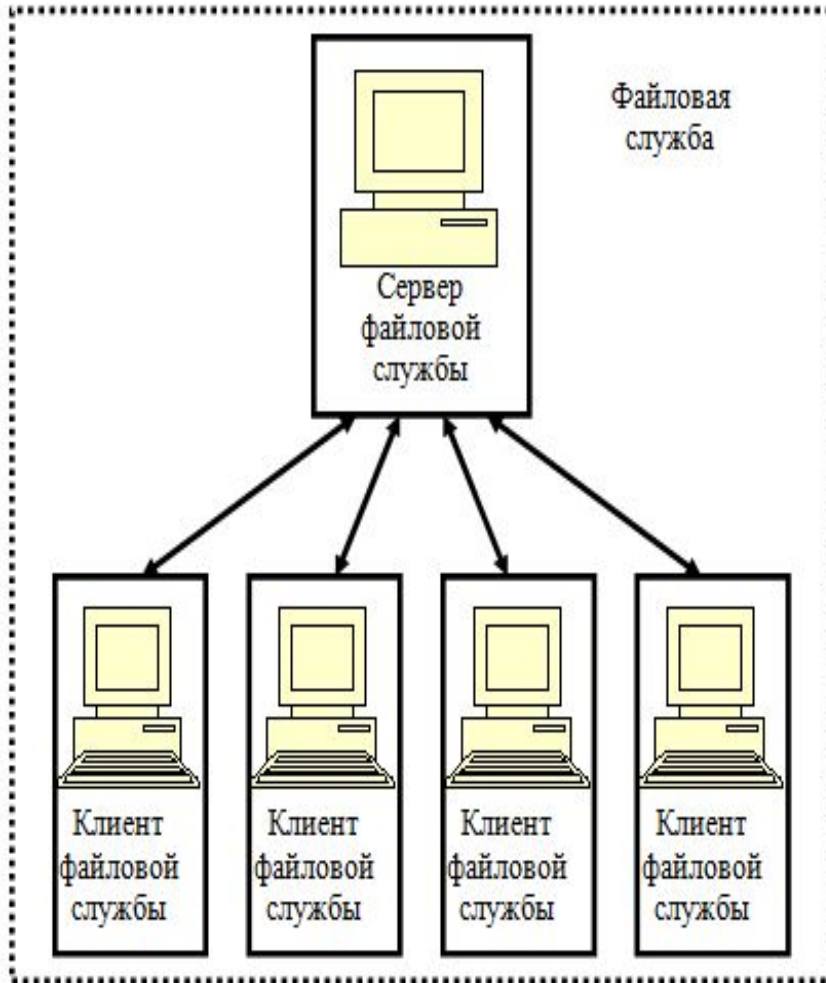 Файловая
служба
Сервер
файловой
службы
Клиент
файловой
службы
Клиент
файловой
службы
Клиент
файловой
службы
Клиент
файловой
службы